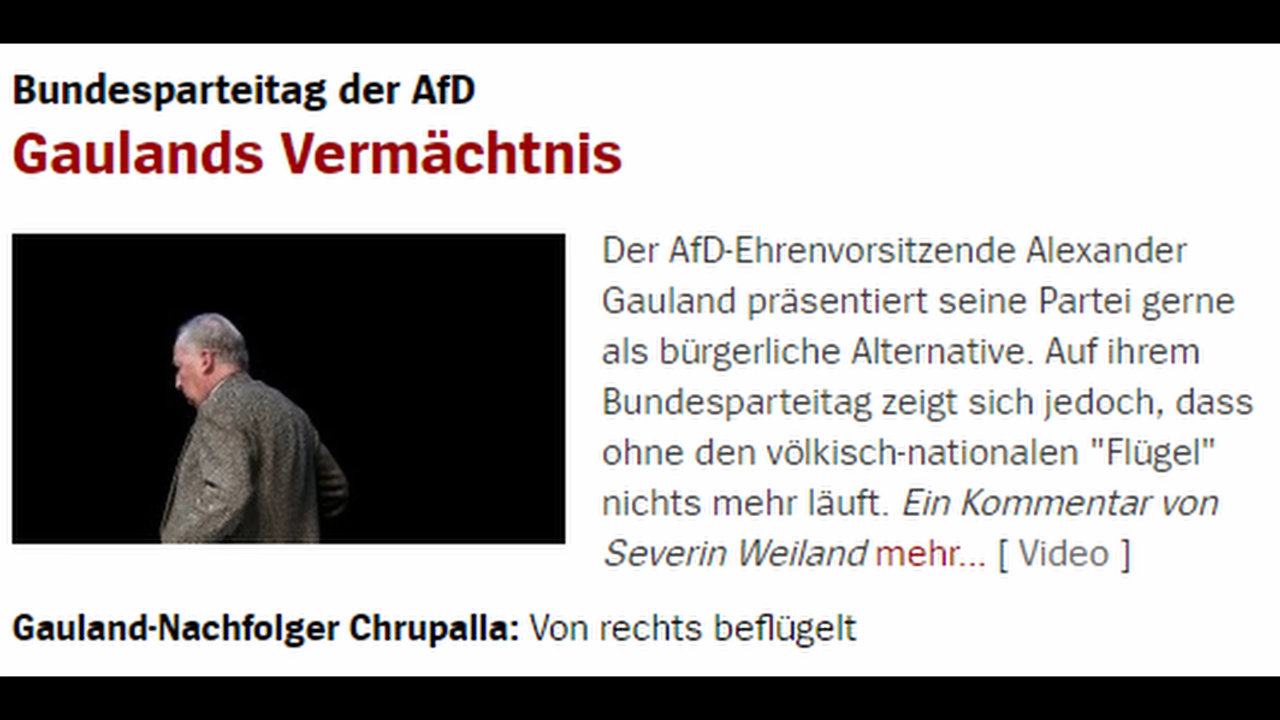 Bundesparteitag der AfD
Gaulands Vermächtnis
Der AfD-Ehrenvorsitzende Alexander
Gauland präsentiert seine Partei gerne
als bürgerliche Alternative. Auf ihrem
Bundesparteitag zeigt sich jedoch, dass
ohne den völkisch-nationalen "Flügel"
nichts mehr läuft. Ein Kommentar von
Severin Weiland mehr... [ Video ]
Gauland-Nachfolger Chrupalla: Von rechts beflügelt